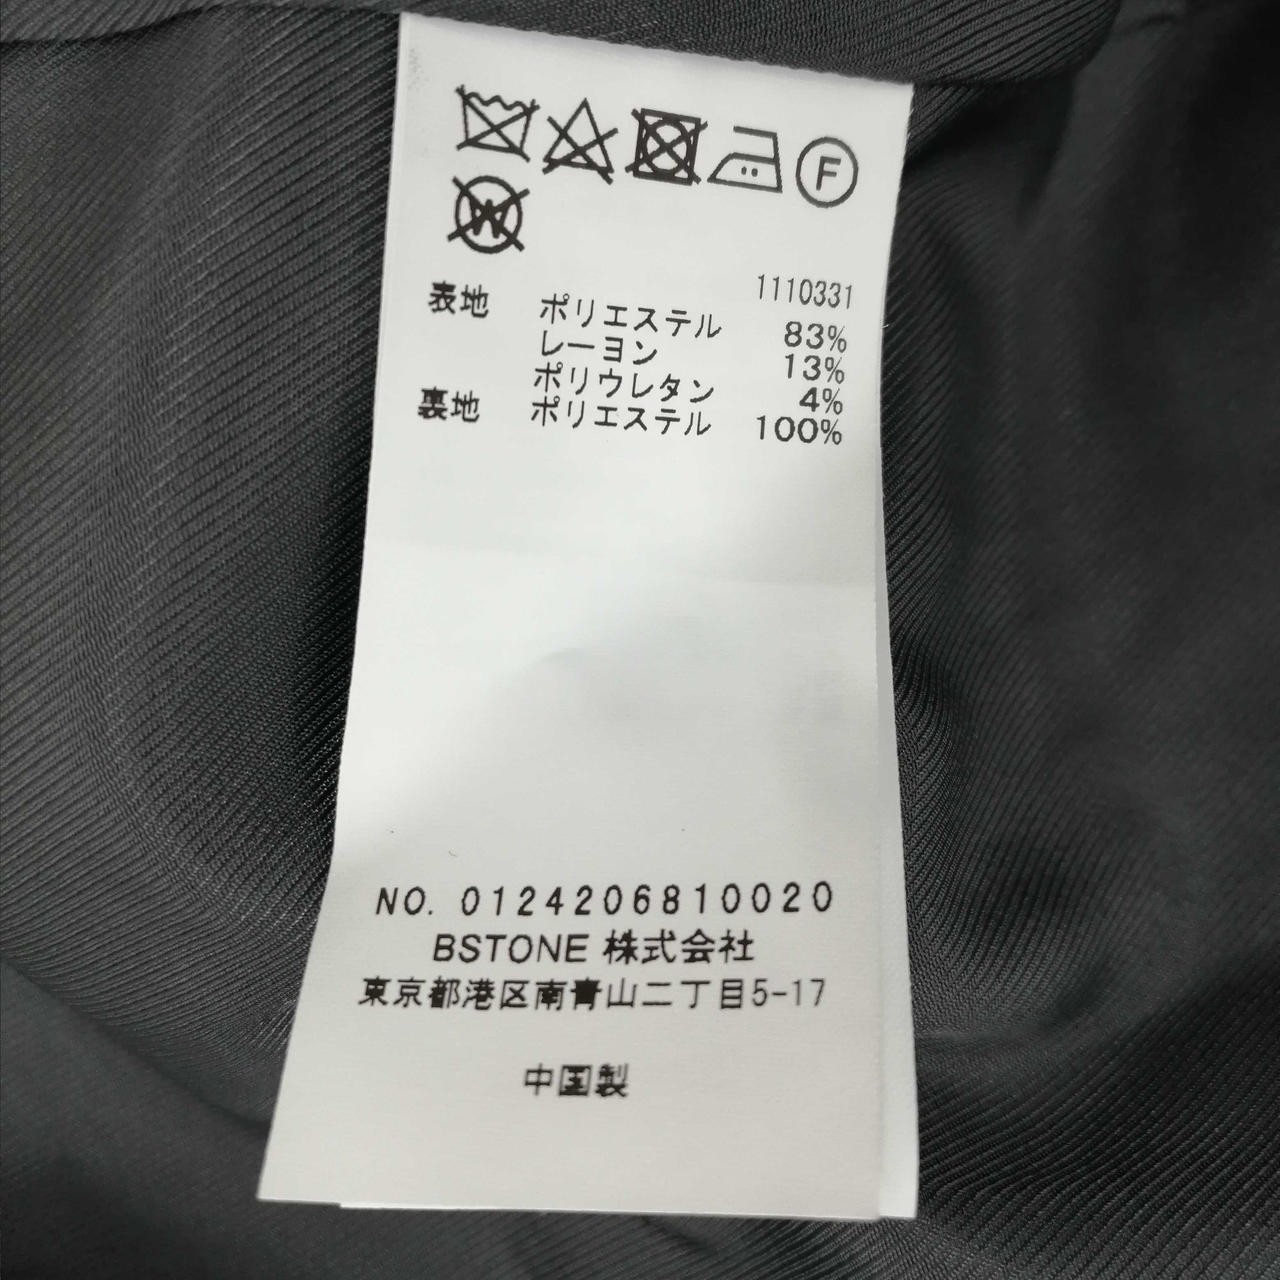 F
W
1110331
表地 ポリエステル 83%
レーヨン 13%
ポリウレタン 4%
裏地 ポリエステル 100%
NO. 0124206810020
BSTONE 株式会社
東京都港区南青山二丁目5-17
中国製